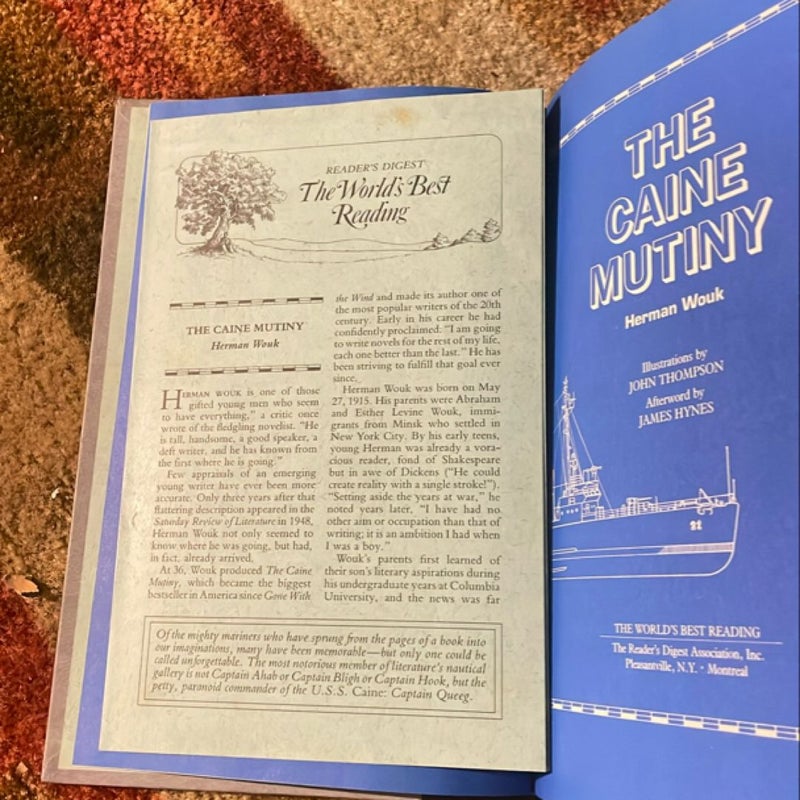 READER'S DIGEST
The World's Best
Reading
THE CAINE MUTINY
Herman Wouk
HERMAN WOUK is one of those
gifted young men who seem
to have everything," a critic once
wrote of the fledgling novelist. "He
is tall, handsome, a good speaker, a
deft writer, and he has known from
the first where he is going."
Few appraisals of an emerging
young writer have ever been more
accurate. Only three years after that
flattering description appeared in the
Saturday Review of Literature in 1948,
Herman Wouk not only seemed to
know where he was going, but had,
in fact, already arrived.
At 36, Wouk produced The Caine
Mutiny, which became the biggest
bestseller in America since Gone With
the Wind and made its author one of
the most popular writers of the 20th
century. Early in his career he had
confidently proclaimed. "I am going
to write novels for the rest of my life,
each one better than the last." He has
been striving to fulfill that goal ever
since.
Herman Wouk was born on May
27, 1915. His parents were Abraham
and Esther Levine Wouk, immi-
grants from Minsk who settled in
New York City. By his early teens,
young Herman was already a vora-
cious reader, fond of Shakespeare
but in awe of Dickens ("He could
create reality with a single stroke!").
"Setting aside the years at war," he
noted years later, "I have had no
other aim or occupation than that of
writing; it is an ambition I had when
I was a boy."
Wouk's parents first learned of
their son's literary aspirations during
his undergraduate years at Columbia
University, and the news was far
Of the mighty mariners who have sprung from the pages of a book into
our imaginations, many have been memorable—but only one could be
called unforgettable. The most notorious member of literature's nautical
gallery is not Captain Ahab or Captain Bligh or Captain Hook, but the
petty, paranoid commander of the U.S.S. Caine: Captain Queeg.
THE
CAINE
MUTINY
Herman Wouk
Illustrations by
JOHN THOMPSON
Afterword by
JAMES HYNES
THE WORLD'S BEST READING
The Reader's Digest Association, Inc.
Pleasantville, N.Y. • Montreal